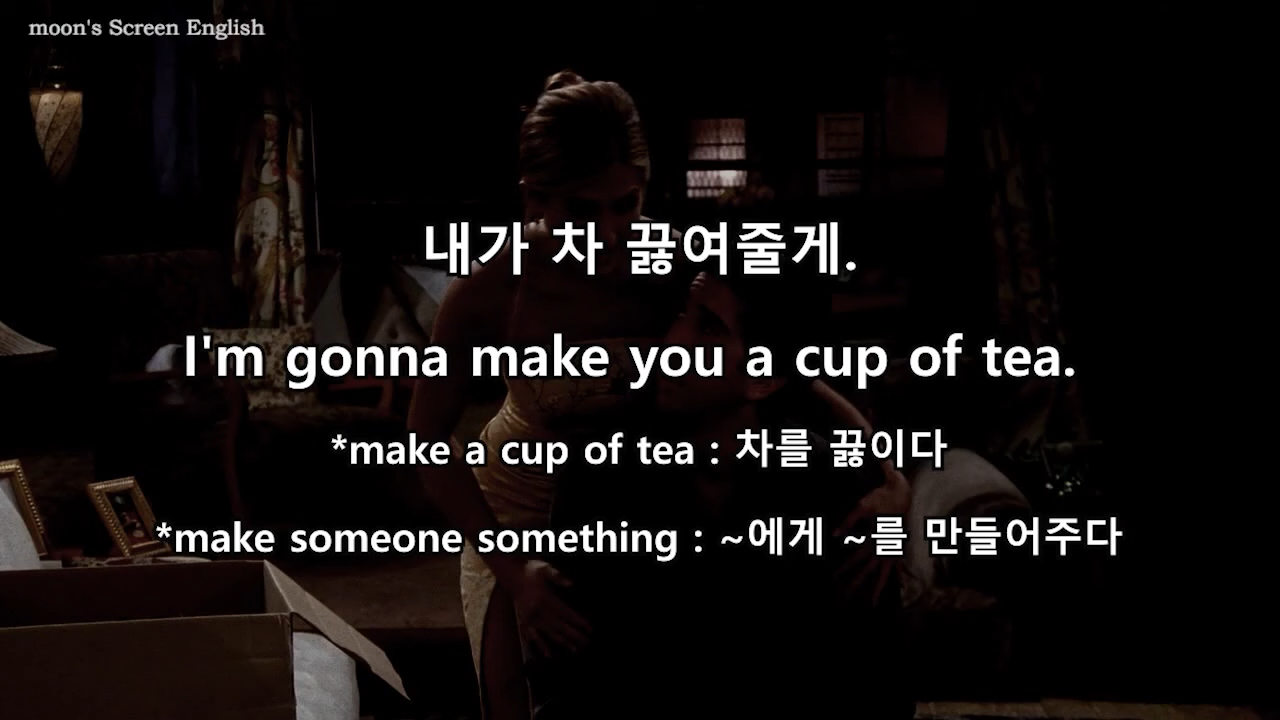 moon's Screen English
내가 차 끓여줄게.
I'm gonna make you a cup of tea.
*make a cup of tea : 차를 끓이다
*make someone something : ~에게 ~를 만들어주다